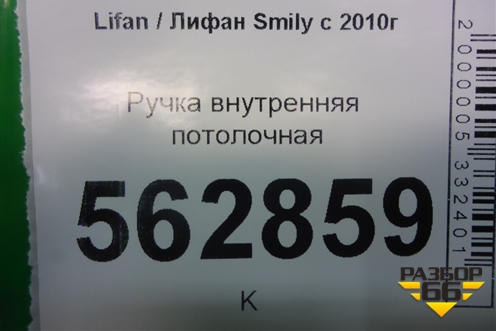 Lifan / Лифан Smily с 2010г
Ручка внутренняя
потолочная
562859
К
2000005332401
РАЗБОР
66